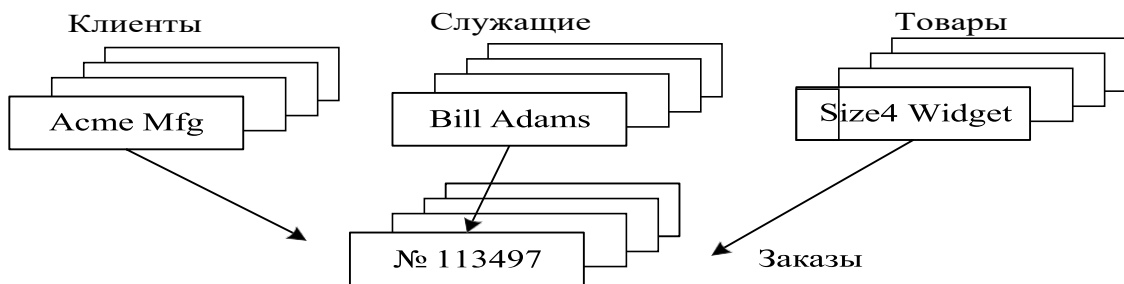 Клиенты
Служащие
Товары
Acme Mfg
Bill Adams
Size4 Widget
№ 113497
Заказы